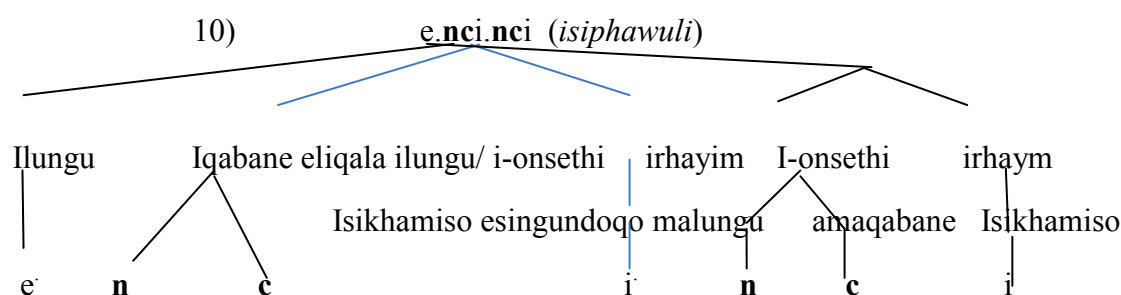 10) e.nci.nci (isiphawuli)
Ilungu Iqabane eliqala ilungu/ i-onsethi irhayim I-onsethi irhaym
Isikhamiso esingundoqo malungu amaqabane Isikhamiso
e. n c i. n c i